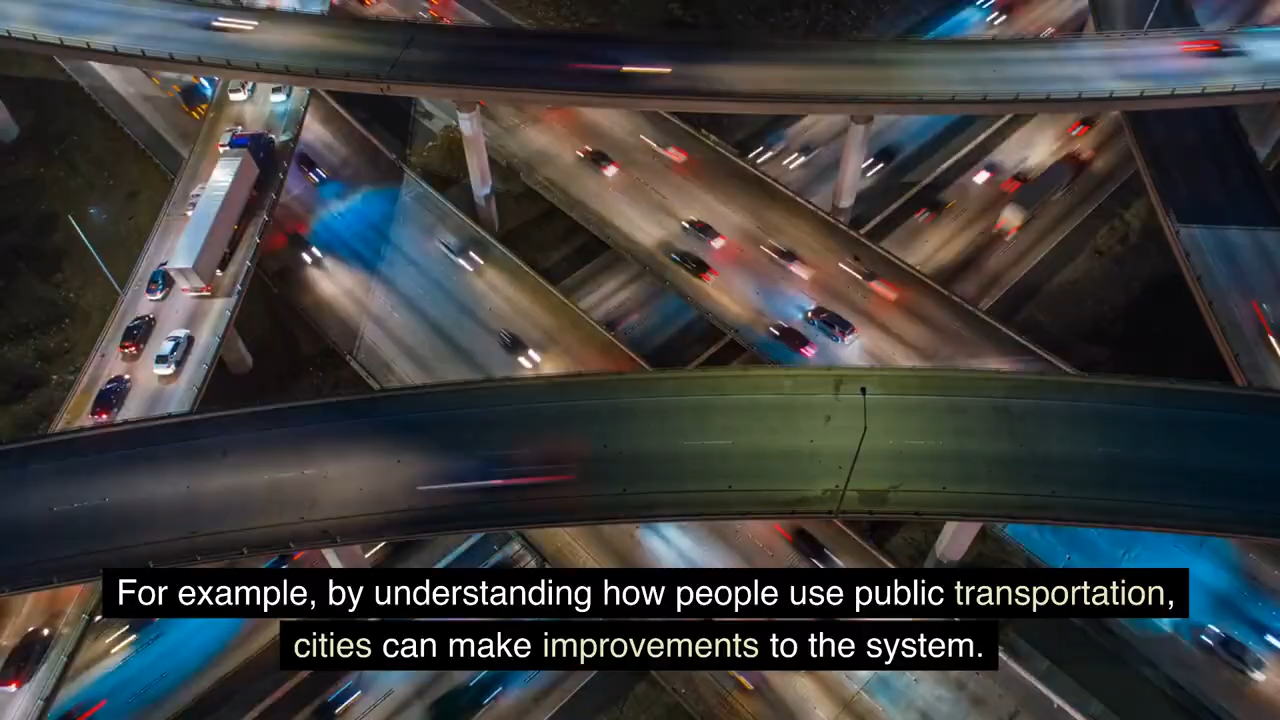 For example, by understanding how people use public transportation,
cities can make improvements to the system.